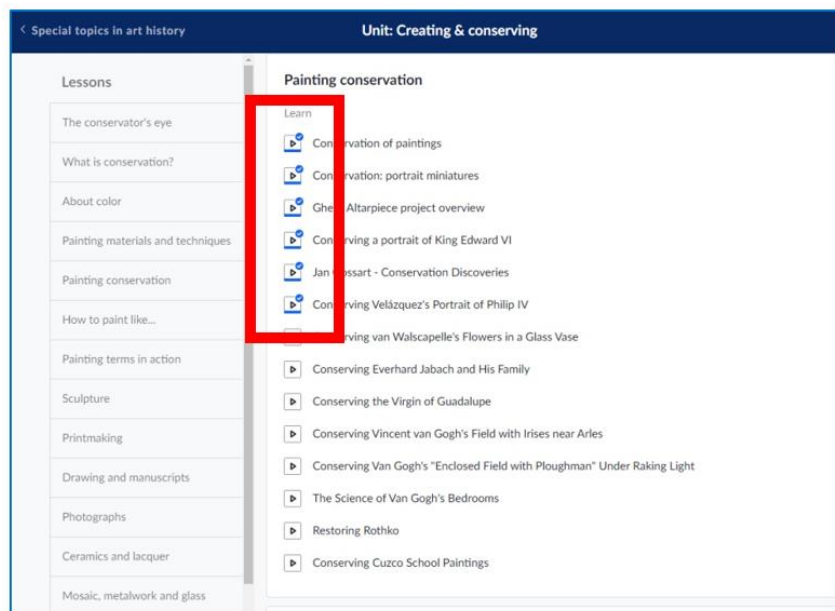 < Special topics in art history
Unit: Creating & conserving
Lessons
The conservator's eye
What is conservation?
About color
Painting materials and techniques
Painting conservation
How to paint like...
Painting terms in action
Sculpture
Printmaking
Drawing and manuscripts
Photographs
Ceramics and lacquer
Mosaic, metalwork and glass
Painting conservation
Learn
Conservation of paintings
Conservation: portrait miniatures
Altarpiece project overview
Conserving a portrait of King Edward VI
Jan Gossart - Conservation Discoveries
Conserving Velázquez's Portrait of Philip IV
van Walscapelle's Flowers in a Glass Vase
Conserving Everhard Jabach and His Family
Conserving the Virgin of Guadalupe
Conserving Vincent van Gogh's Field with Irises near Arles
Conserving Van Gogh's "Enclosed Field with Ploughman" Under Raking Light
The Science of Van Gogh's Bedrooms
Restoring Rothko
Conserving Cuzco School Paintings